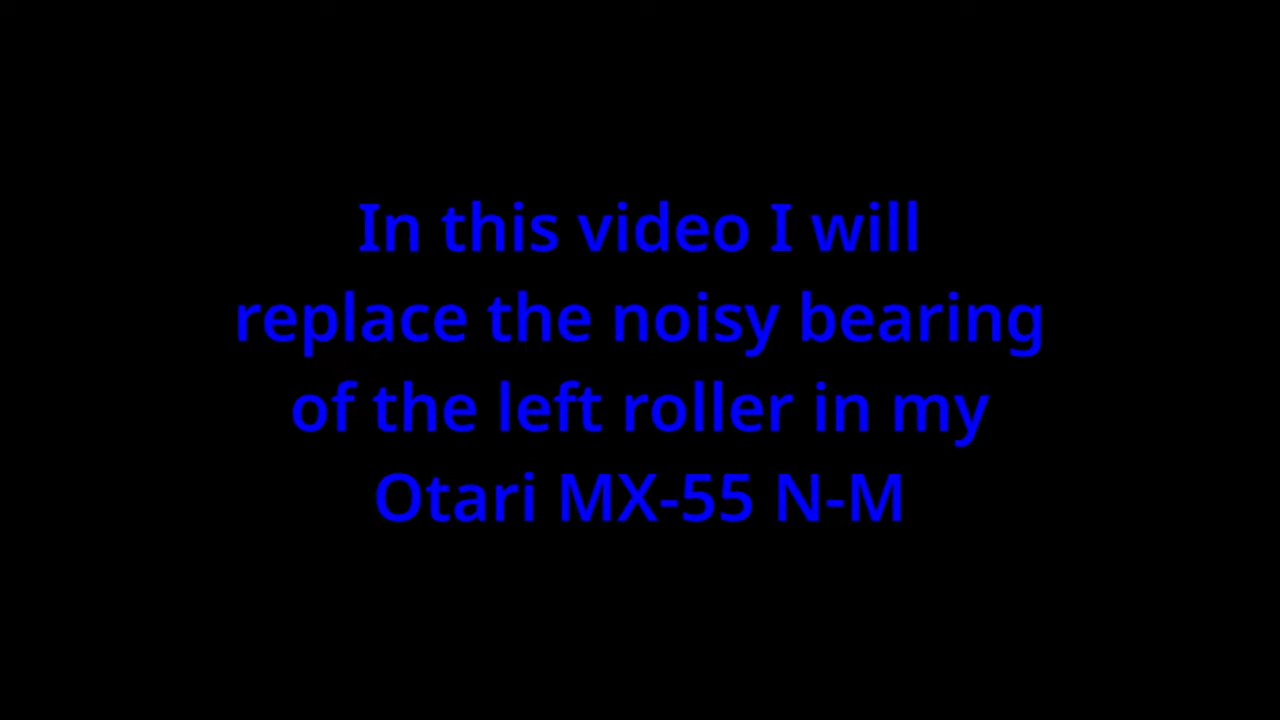 In this video I will
replace the noisy bearing
of the left roller in my
Otari MX-55 N-M